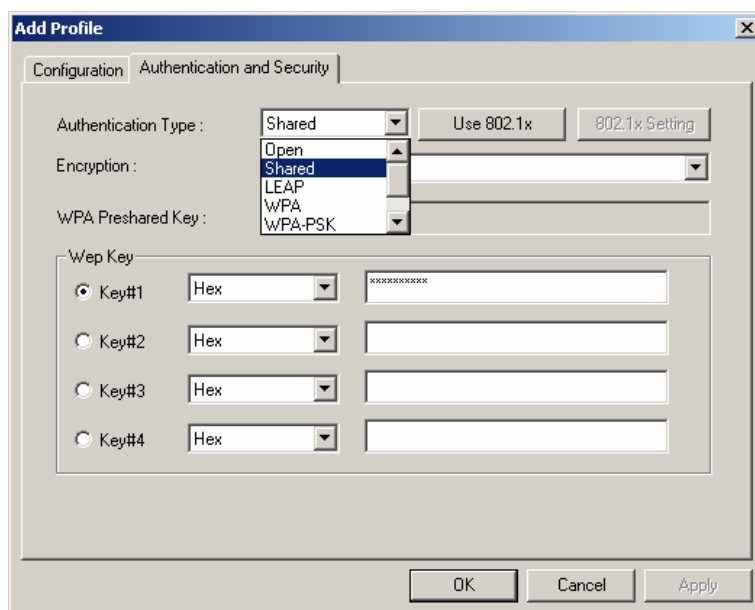 Add Profile
Configuration Authentication and Security
Authentication Type : Shared Use 802.1x 802.1x Setting
Open
Encryption : Shared
LEAP
WPA
WPA Preshared Key : WPA-PSK
Wep Key
Key#1 Hex **********
Key#2 Hex
Key#3 Hex
Key#4 Hex
OK Cancel Apply